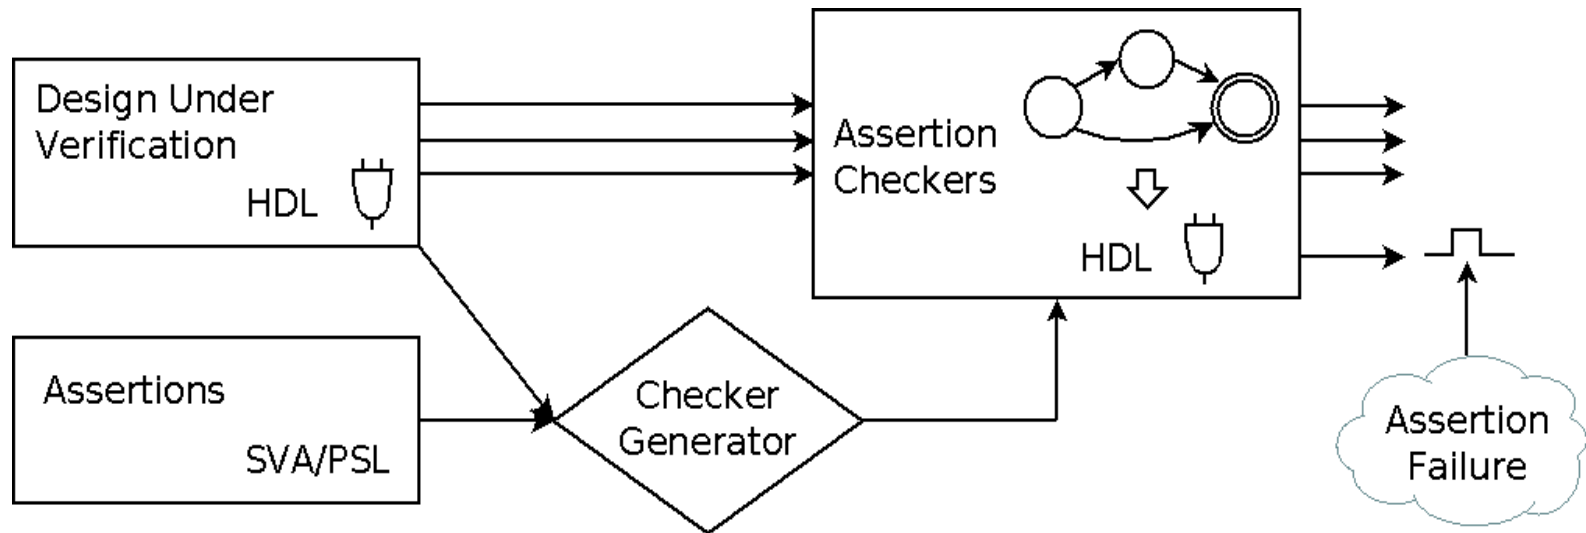 Design Under
Verification
HDL
Assertion
Checkers
HDL
Assertions
SVA/PSL
Checker
Generator
Assertion
Failure